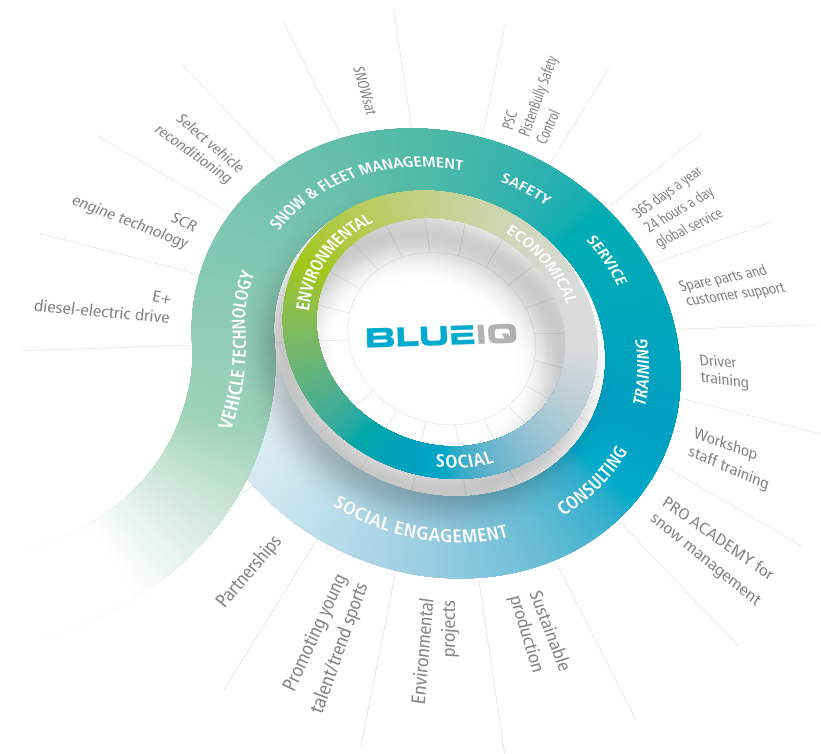 BLUEIQ
ENVIRONMENTAL
ECONOMICAL
SOCIAL
VEHICLE TECHNOLOGY
SNOW & FLEET MANAGEMENT
SAFETY
SERVICE
TRAINING
CONSULTING
SOCIAL ENGAGEMENT
E+
diesel-electric drive
SCR
engine technology
Select vehicle
reconditioning
SNOWsat
PSC
PistenBully Safety
Control
365 days a year
24 hours a day
global service
Spare parts and
customer support
Driver
training
Workshop
staff training
PRO ACADEMY for
snow management
Sustainable
production
Environmental
projects
Promoting young
talent/trend sports
Partnerships